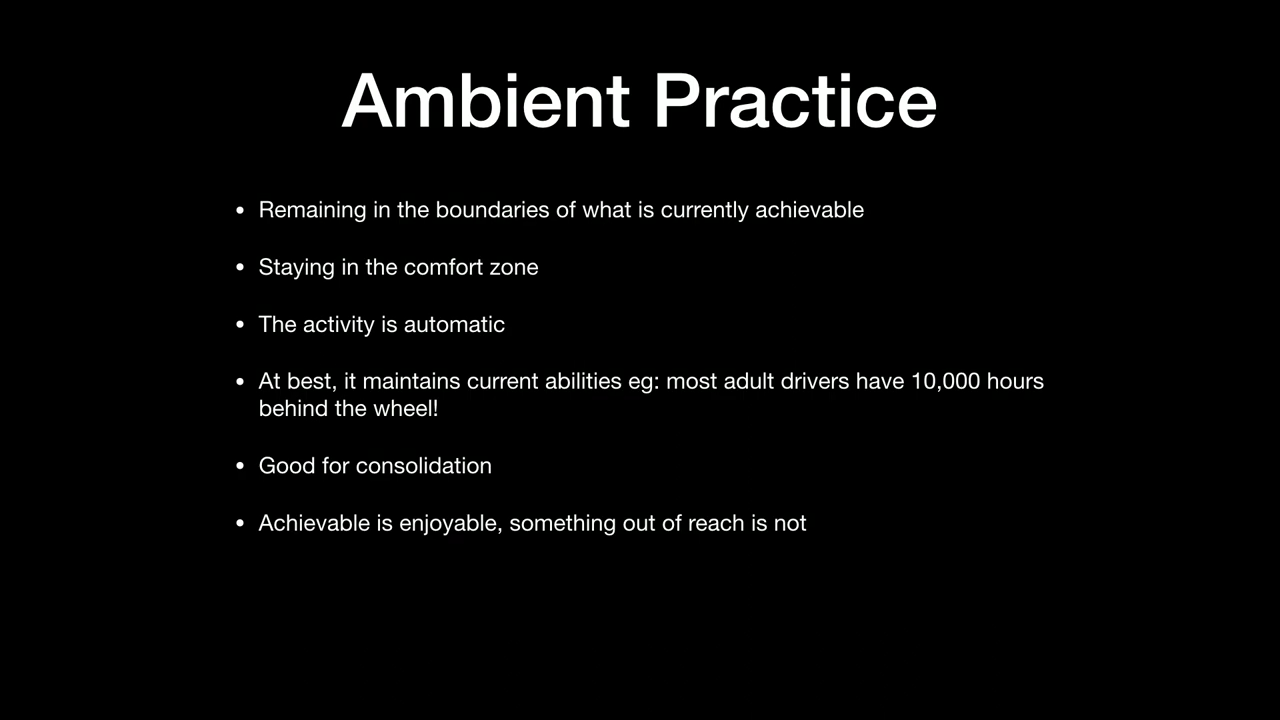 Ambient Practice
• Remaining in the boundaries of what is currently achievable
• Staying in the comfort zone
• The activity is automatic
• At best, it maintains current abilities eg: most adult drivers have 10,000 hours
behind the wheel!
• Good for consolidation
• Achievable is enjoyable, something out of reach is not